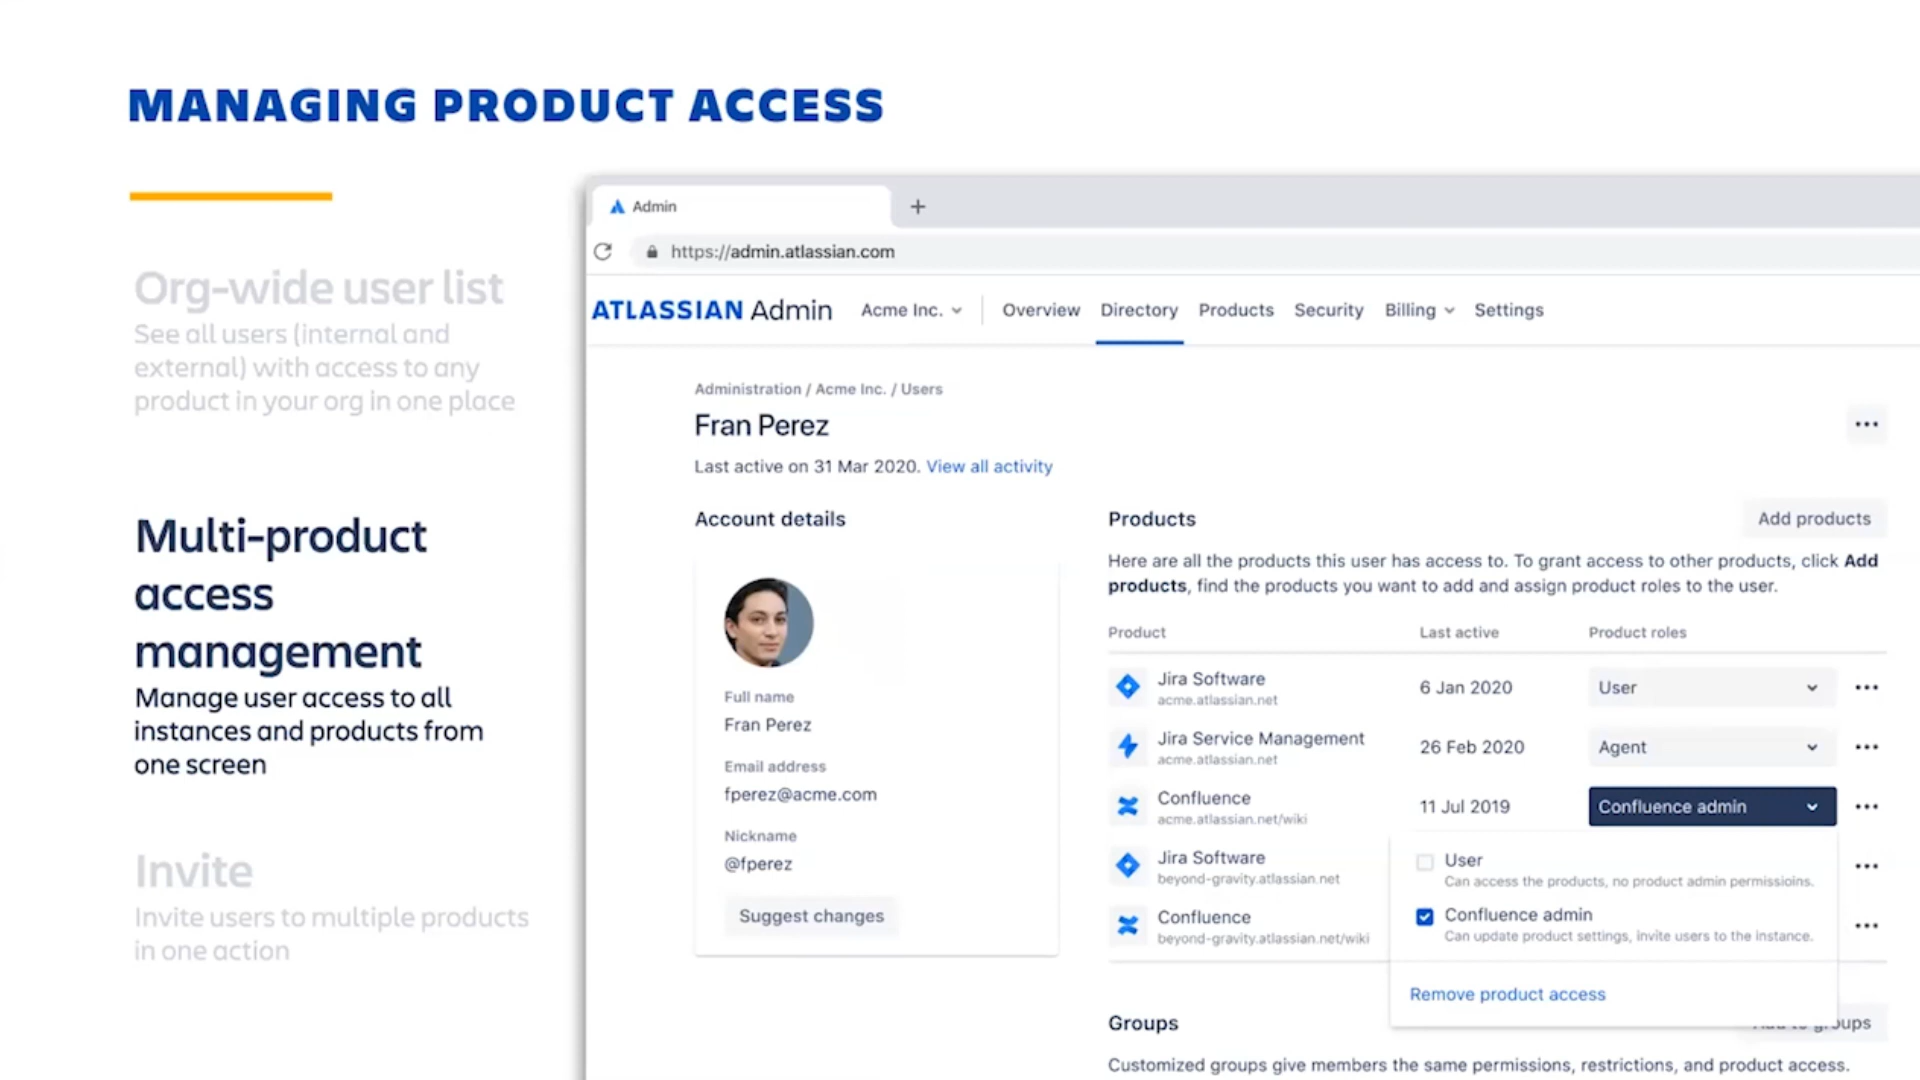 MANAGING PRODUCT ACCESS
Org-wide user list
See all users (internal and
external) with access to any
product in your org in one place
Multi-product
access
management
Manage user access to all
instances and products from
one screen
Invite
Invite users to multiple products
in one action
Admin
https://admin.atlassian.com
ATLASSIAN Admin Acme Inc. Overview Directory Products Security Billing Settings
Administration / Acme Inc. / Users
Fran Perez
Last active on 31 Mar 2020. View all activity
Account details
Full name
Fran Perez
Email address
fperez@acme.com
Nickname
@fperez
Suggest changes
Products Add products
Here are all the products this user has access to. To grant access to other products, click Add
products, find the products you want to add and assign product roles to the user.
Product Last active Product roles
Jira Software 6 Jan 2020 User
acme.atlassian.net
Jira Service Management 26 Feb 2020 Agent
acme.atlassian.net
Confluence 11 Jul 2019 Confluence admin
acme.atlassian.net/wiki
Jira Software
beyond-gravity.atlassian.net
Confluence
beyond-gravity.atlassian.net/wiki
User
Can access the products, no product admin permissioins.
Confluence admin
Can update product settings, invite users to the instance.
Remove product access
Groups
Customized groups give members the same permissions, restrictions, and product access.